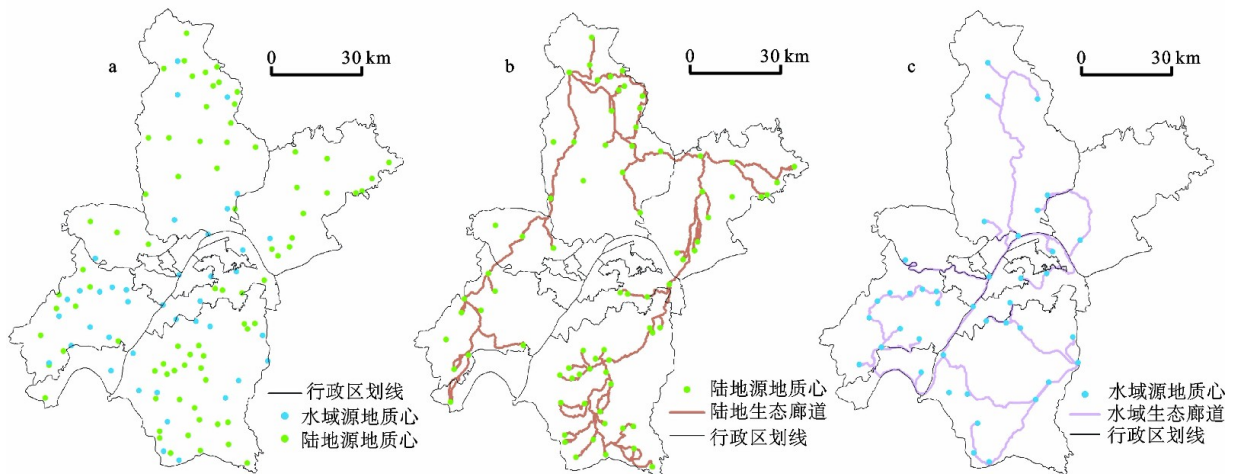 a
0 30 km
行政区划线
水域源地质心
陆地源地质心
b
0 30 km
陆地源地质心
陆地生态廊道
行政区划线
c
0 30 km
水域源地质心
水域生态廊道
行政区划线